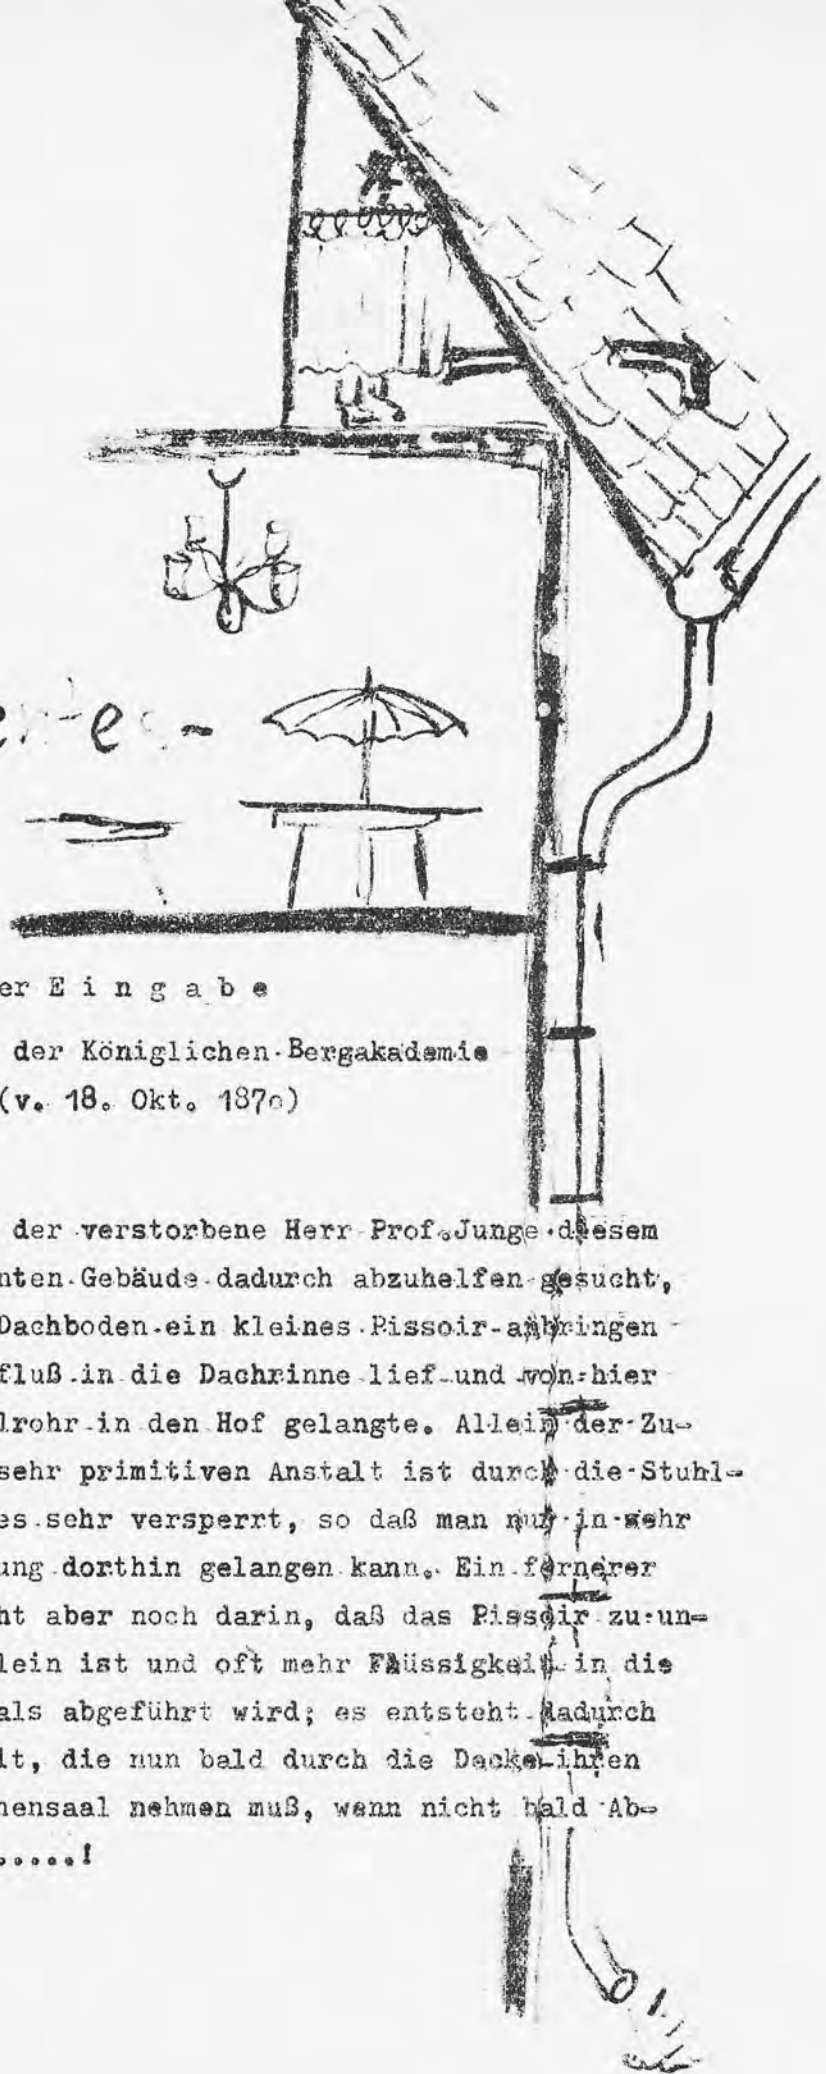 er E i n g a b e
der Königlichen Bergakademie
(v. 18. Okt. 1870)
der verstorbene Herr Prof. Junge diesem
nten Gebäude dadurch abzuhelfen gesucht,
Dachboden ein kleines Pissoir anbringen
fluß in die Dachrinne lief und von hier
lrohr in den Hof gelangte. Allein der Zu-
sehr primitiven Anstalt ist durch die Stuhl-
es sehr versperrt, so daß man nur in sehr
ung dorthin gelangen kann. Ein fernerer
ht aber noch darin, daß das Pissoir zu un-
lein ist und oft mehr Flüssigkeit in die
als abgeführt wird; es entsteht dadurch
lt, die nun bald durch die Decke ihren
hensaal nehmen muß, wenn nicht bald Ab-
.....!